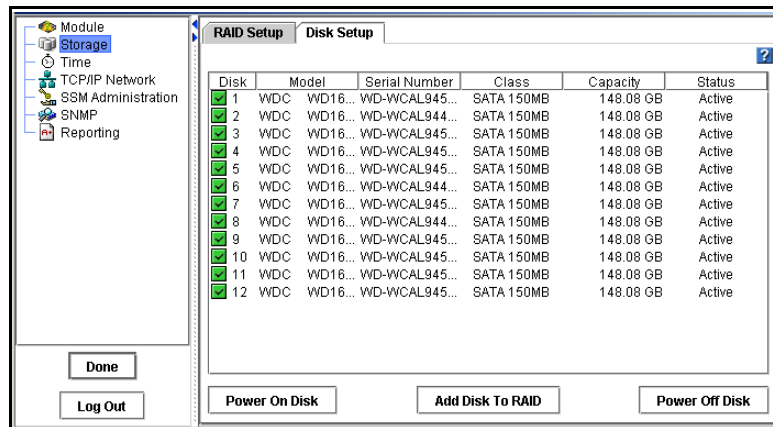 Module
Storage
Time
TCP/IP Network
SSM Administration
SNMP
Reporting
Done
Log Out
RAID Setup Disk Setup
?
Disk Model Serial Number Class Capacity Status
1 WDC WD16... WD-WCAL945... SATA 150MB 148.08 GB Active
2 WDC WD16... WD-WCAL944... SATA 150MB 148.08 GB Active
3 WDC WD16... WD-WCAL945... SATA 150MB 148.08 GB Active
4 WDC WD16... WD-WCAL945... SATA 150MB 148.08 GB Active
5 WDC WD16... WD-WCAL945... SATA 150MB 148.08 GB Active
6 WDC WD16... WD-WCAL944... SATA 150MB 148.08 GB Active
7 WDC WD16... WD-WCAL945... SATA 150MB 148.08 GB Active
8 WDC WD16... WD-WCAL944... SATA 150MB 148.08 GB Active
9 WDC WD16... WD-WCAL945... SATA 150MB 148.08 GB Active
10 WDC WD16... WD-WCAL945... SATA 150MB 148.08 GB Active
11 WDC WD16... WD-WCAL945... SATA 150MB 148.08 GB Active
12 WDC WD16... WD-WCAL945... SATA 150MB 148.08 GB Active
Power On Disk Add Disk To RAID Power Off Disk